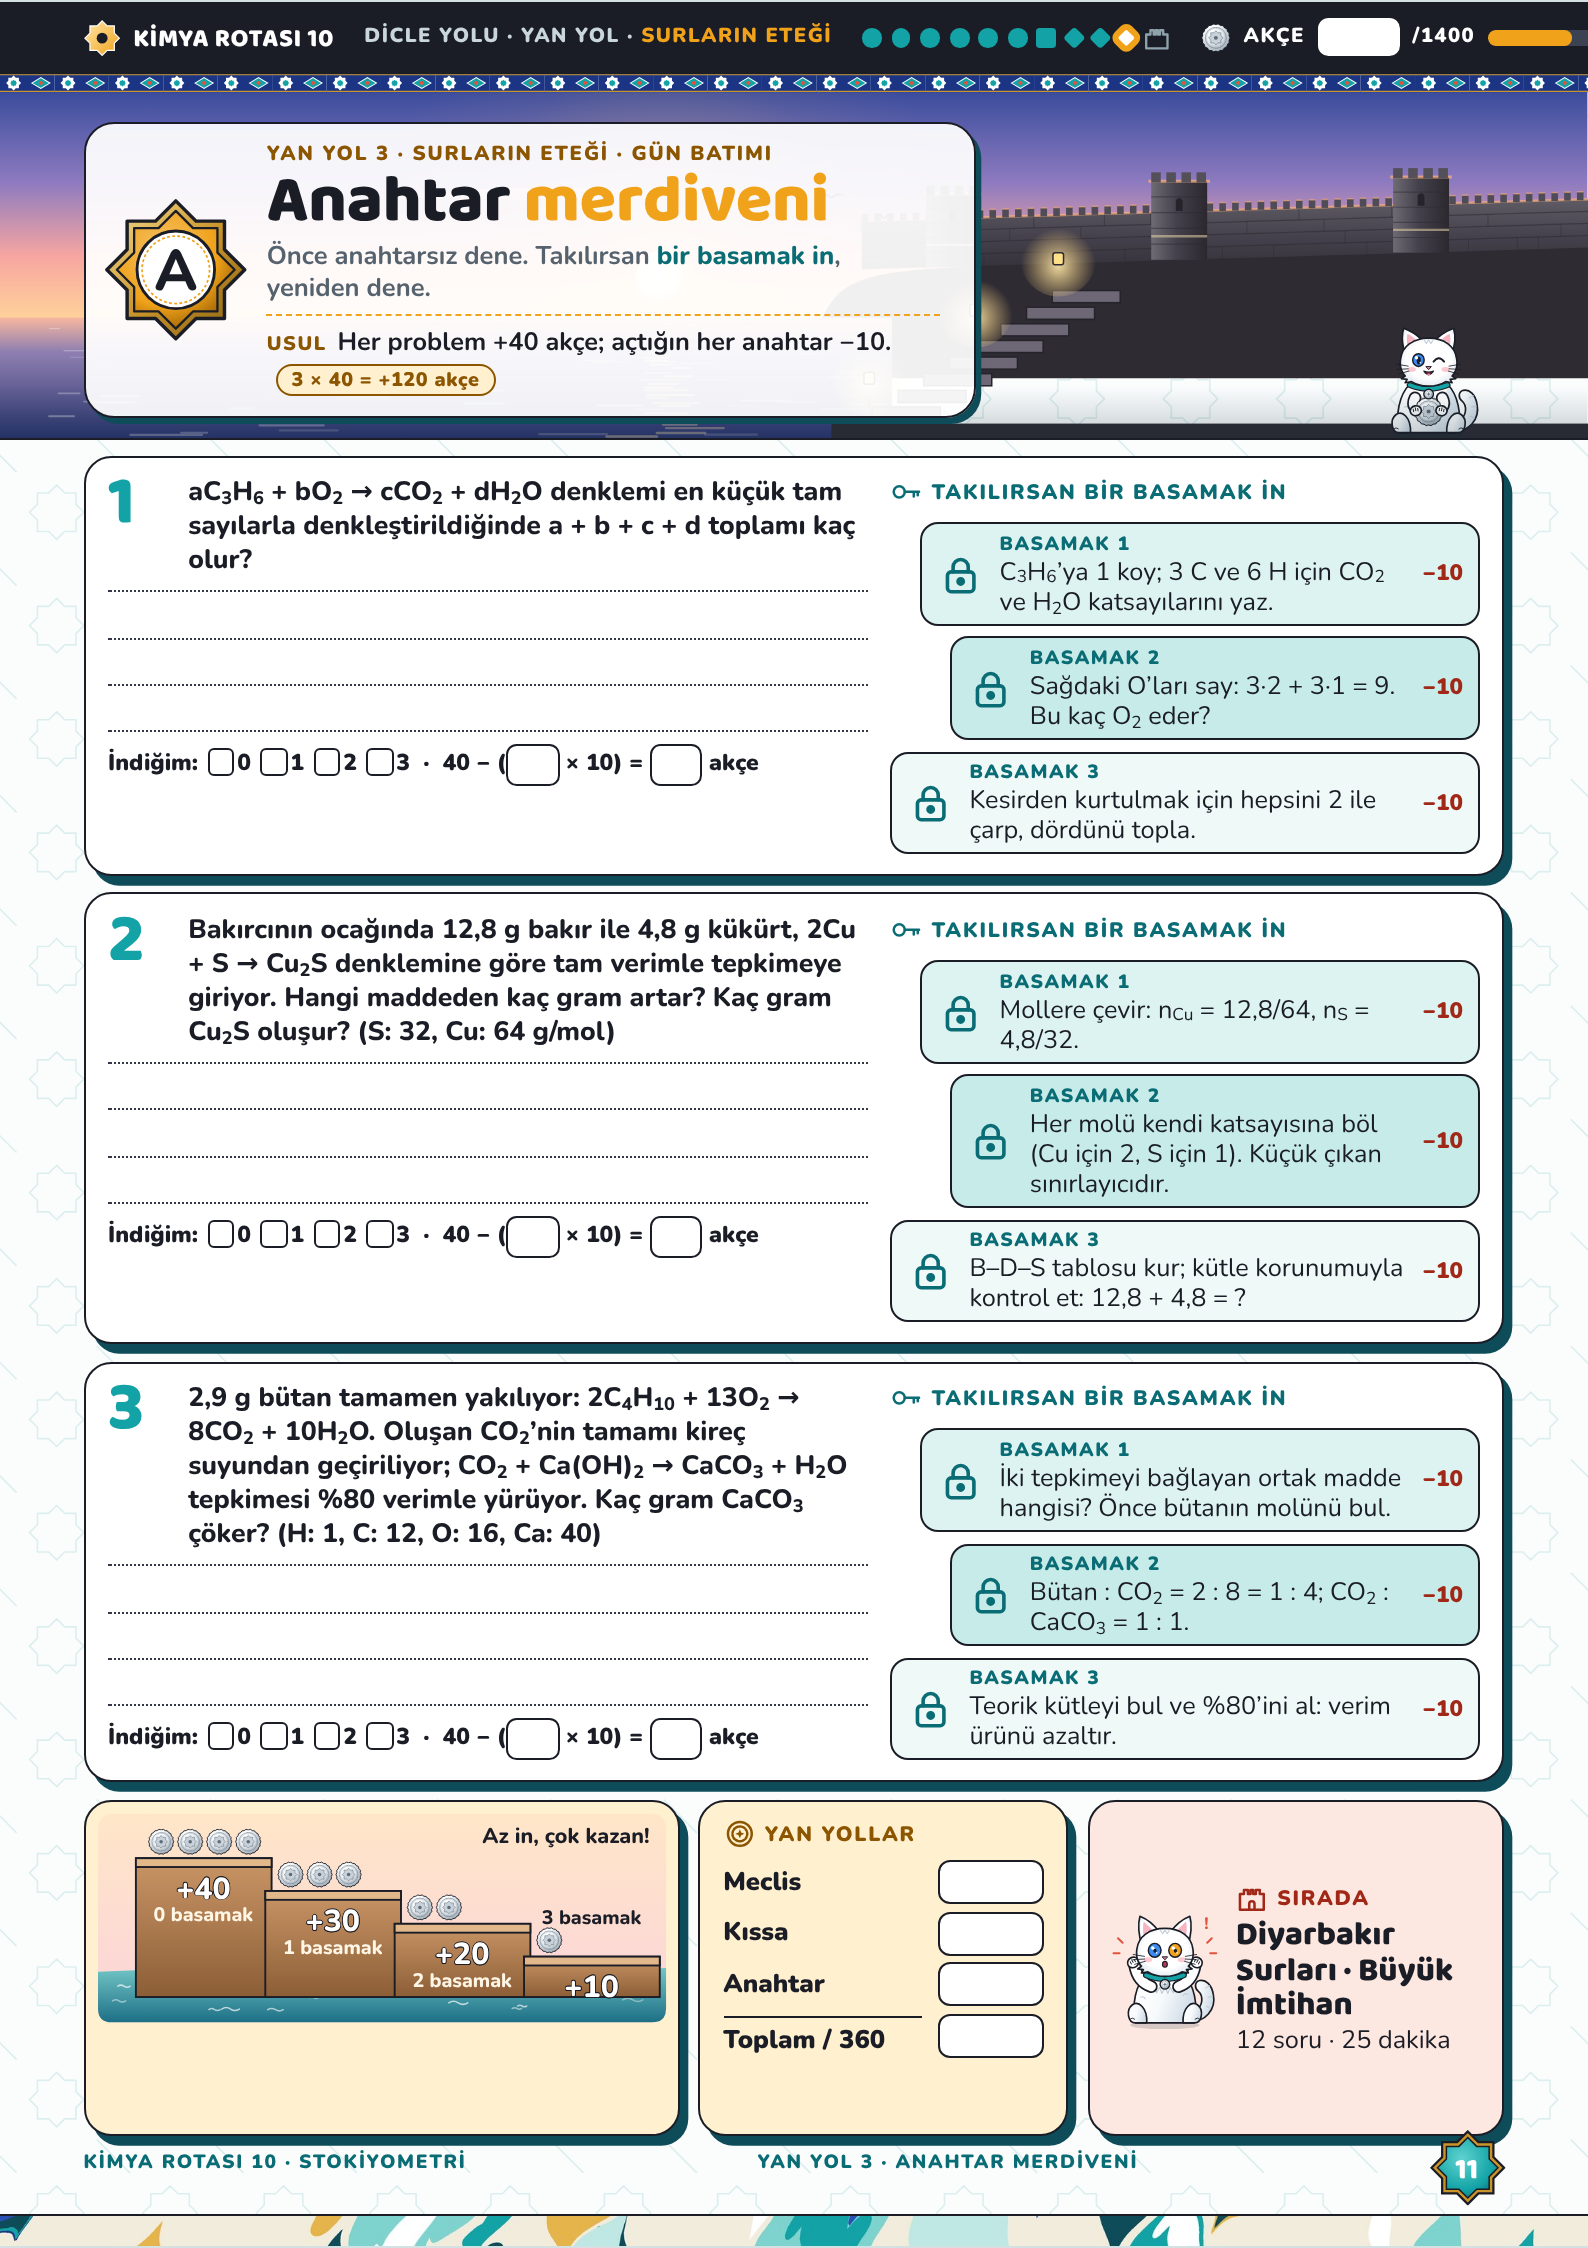 KİMYA ROTASI 10 DİCLE YOLU · YAN YOL · SURLARIN ETEĞİ AKÇE /1400
YAN YOL 3 · SURLARIN ETEĞİ · GÜN BATIMI
Anahtar merdiveni
A
Önce anahtarsız dene. Takılırsan bir basamak in,
yeniden dene.
USUL Her problem +40 akçe; açtığın her anahtar −10.
3 × 40 = +120 akçe
1
aC₃H₆ + bO₂ → cCO₂ + dH₂O denklemi en küçük tam
sayılarla denkleştirildiğinde a + b + c + d toplamı kaç
olur?
İndiğim: 0 1 2 3 · 40 − ( × 10) = akçe
TAKILIRSAN BİR BASAMAK İN
BASAMAK 1
C₃H₆’ya 1 koy; 3 C ve 6 H için CO₂
ve H₂O katsayılarını yaz.
−10
BASAMAK 2
Sağdaki O’ları say: 3·2 + 3·1 = 9.
Bu kaç O₂ eder?
−10
BASAMAK 3
Kesirden kurtulmak için hepsini 2 ile
çarp, dördünü topla.
−10
2
Bakırcının ocağında 12,8 g bakır ile 4,8 g kükürt, 2Cu
+ S → Cu₂S denklemine göre tam verimle tepkimeye
giriyor. Hangi maddeden kaç gram artar? Kaç gram
Cu₂S oluşur? (S: 32, Cu: 64 g/mol)
İndiğim: 0 1 2 3 · 40 − ( × 10) = akçe
TAKILIRSAN BİR BASAMAK İN
BASAMAK 1
Mollere çevir: nCu = 12,8/64, nS =
4,8/32.
−10
BASAMAK 2
Her molü kendi katsayısına böl
(Cu için 2, S için 1). Küçük çıkan
sınırlayıcıdır.
−10
BASAMAK 3
B–D–S tablosu kur; kütle korunumuyla
kontrol et: 12,8 + 4,8 = ?
−10
3
2,9 g bütan tamamen yakılıyor: 2C₄H₁₀ + 13O₂ →
8CO₂ + 10H₂O. Oluşan CO₂’nin tamamı kireç
suyundan geçiriliyor; CO₂ + Ca(OH)₂ → CaCO₃ + H₂O
tepkimesi %80 verimle yürüyor. Kaç gram CaCO₃
çöker? (H: 1, C: 12, O: 16, Ca: 40)
İndiğim: 0 1 2 3 · 40 − ( × 10) = akçe
TAKILIRSAN BİR BASAMAK İN
BASAMAK 1
İki tepkimeyi bağlayan ortak madde
hangisi? Önce bütanın molünü bul.
−10
BASAMAK 2
Bütan : CO₂ = 2 : 8 = 1 : 4; CO₂ :
CaCO₃ = 1 : 1.
−10
BASAMAK 3
Teorik kütleyi bul ve %80’ini al: verim
ürünü azaltır.
−10
Az in, çok kazan!
+40
0 basamak
+30
1 basamak
+20
2 basamak
3 basamak
+10
YAN YOLLAR
Meclis
Kıssa
Anahtar
Toplam / 360
!
SIRADA
Diyarbakır
Surları · Büyük
İmtihan
12 soru · 25 dakika
KİMYA ROTASI 10 · STOKİYOMETRİ YAN YOL 3 · ANAHTAR MERDİVENİ 11